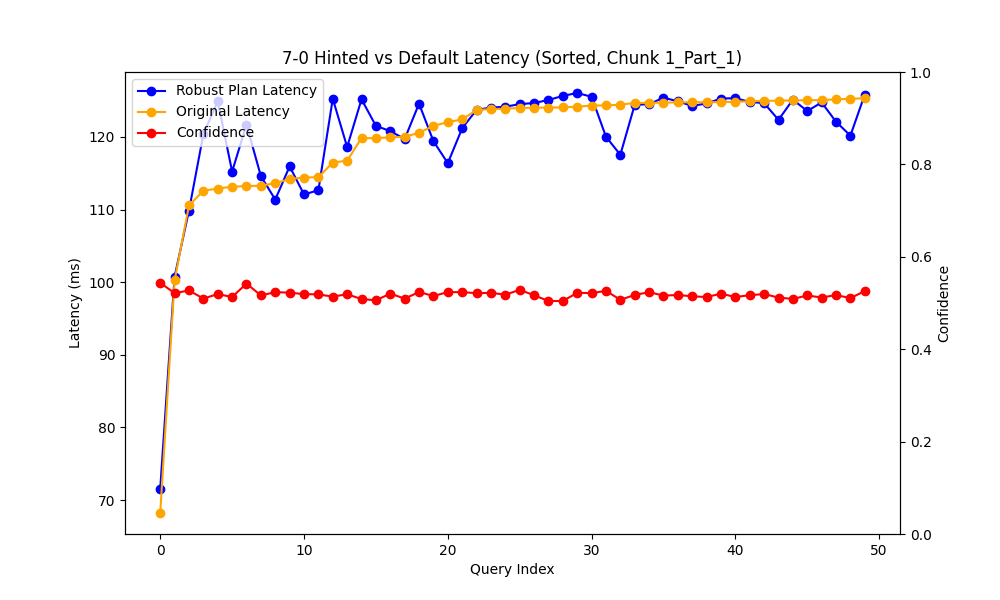 7-0 Hinted vs Default Latency (Sorted, Chunk 1_Part_1)
Robust Plan Latency
Original Latency
Confidence
Latency (ms)
120
110
100
90
80
70
1.0
0.8
0.6
0.4
0.2
0.0
Confidence
0 10 20 30 40 50
Query Index